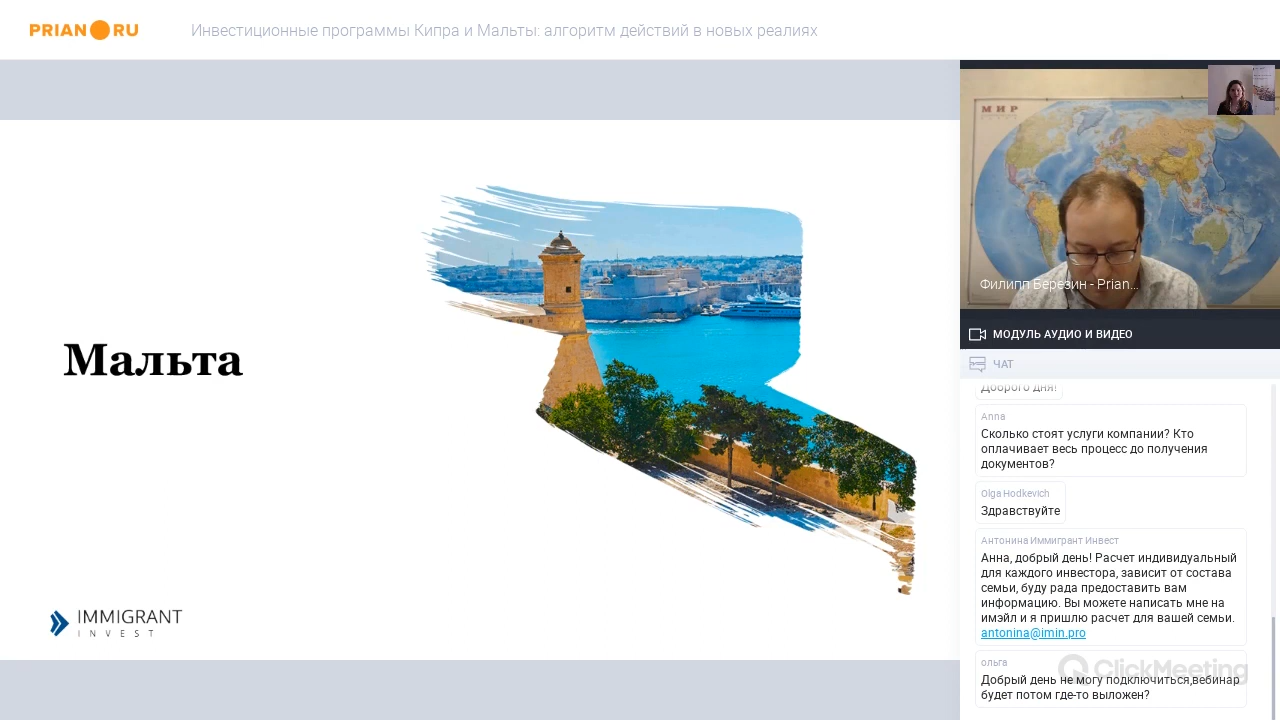 PRIAN RU
Инвестиционные программы Кипра и Мальты: алгоритм действий в новых реалиях
МИР
Филипп Березин - Prian...
МОДУЛЬ АУДИО И ВИДЕО
ЧАТ
Доброго дня!
Anna
Сколько стоят услуги компании? Кто
оплачивает весь процесс до получения
документов?
Olga Hodkevich
Здравствуйте
Антонина Иммигрант Инвест
Анна, добрый день! Расчет индивидуальный
для каждого инвестора, зависит от состава
семьи, буду рада предоставить вам
информацию. Вы можете написать мне на
имэйл и я пришлю расчет для вашей семьи.
antonina@imin.pro
ольга
Добрый день не могу подключиться,вебинар
будет потом где-то выложен?
ClickMeeting
Мальта
IMMIGRANT
INVEST